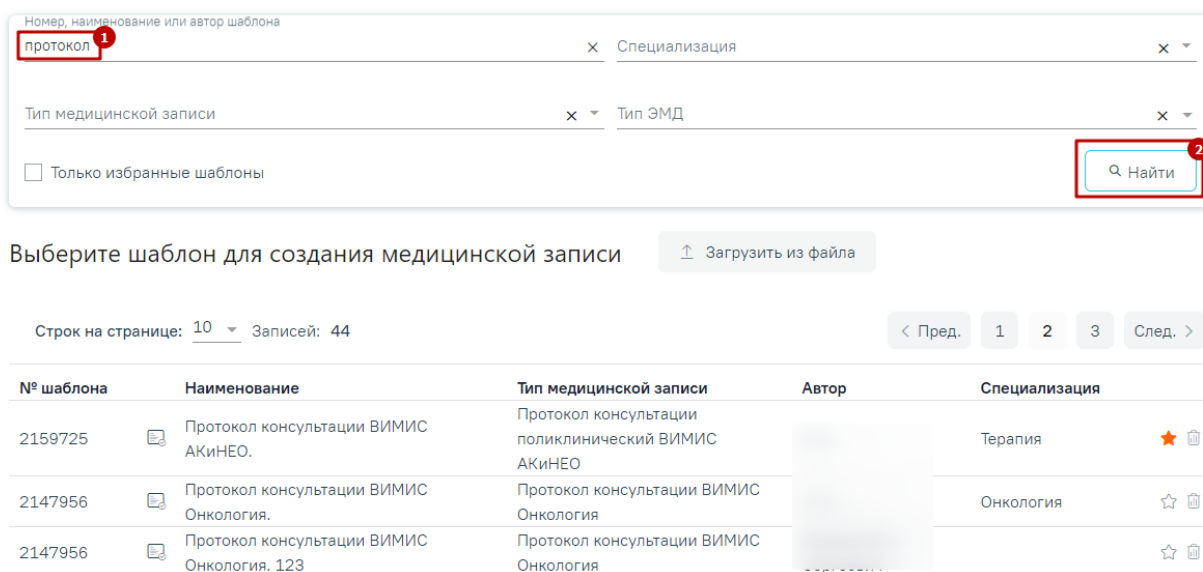 Номер, наименование или автор шаблона
протокол 1 Специализация
Тип медицинской записи Тип ЭМД
Только избранные шаблоны 2 Найти
Выберите шаблон для создания медицинской записи Загрузить из файла
Строк на странице: 10 Записей: 44 < Пред. 1 2 3 След. >
№ шаблона Наименование Тип медицинской записи Автор Специализация
2159725 Протокол консультации ВИМИС
АКиНЕО.
Протокол консультации
поликлинический ВИМИС
АКиНЕО
Терапия
2147956 Протокол консультации ВИМИС
Онкология.
Протокол консультации ВИМИС
Онкология
Онкология
2147956 Протокол консультации ВИМИС
Онкология. 123
Протокол консультации ВИМИС
Онкология